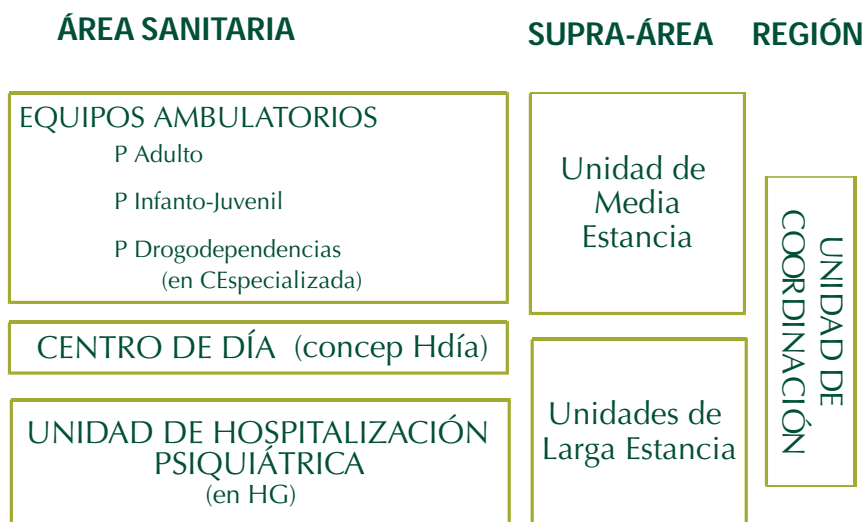 ÁREA SANITARIA
EQUIPOS AMBULATORIOS
P Adulto
P Infanto-Juvenil
P Drogodependencias
(en CEspecializada)
CENTRO DE DÍA (concep Hdía)
UNIDAD DE HOSPITALIZACIÓN
PSIQUIÁTRICA
(en HG)
SUPRA-ÁREA
Unidad de
Media
Estancia
Unidades de
Larga Estancia
REGIÓN
UNIDAD DE
COORDINACIÓN